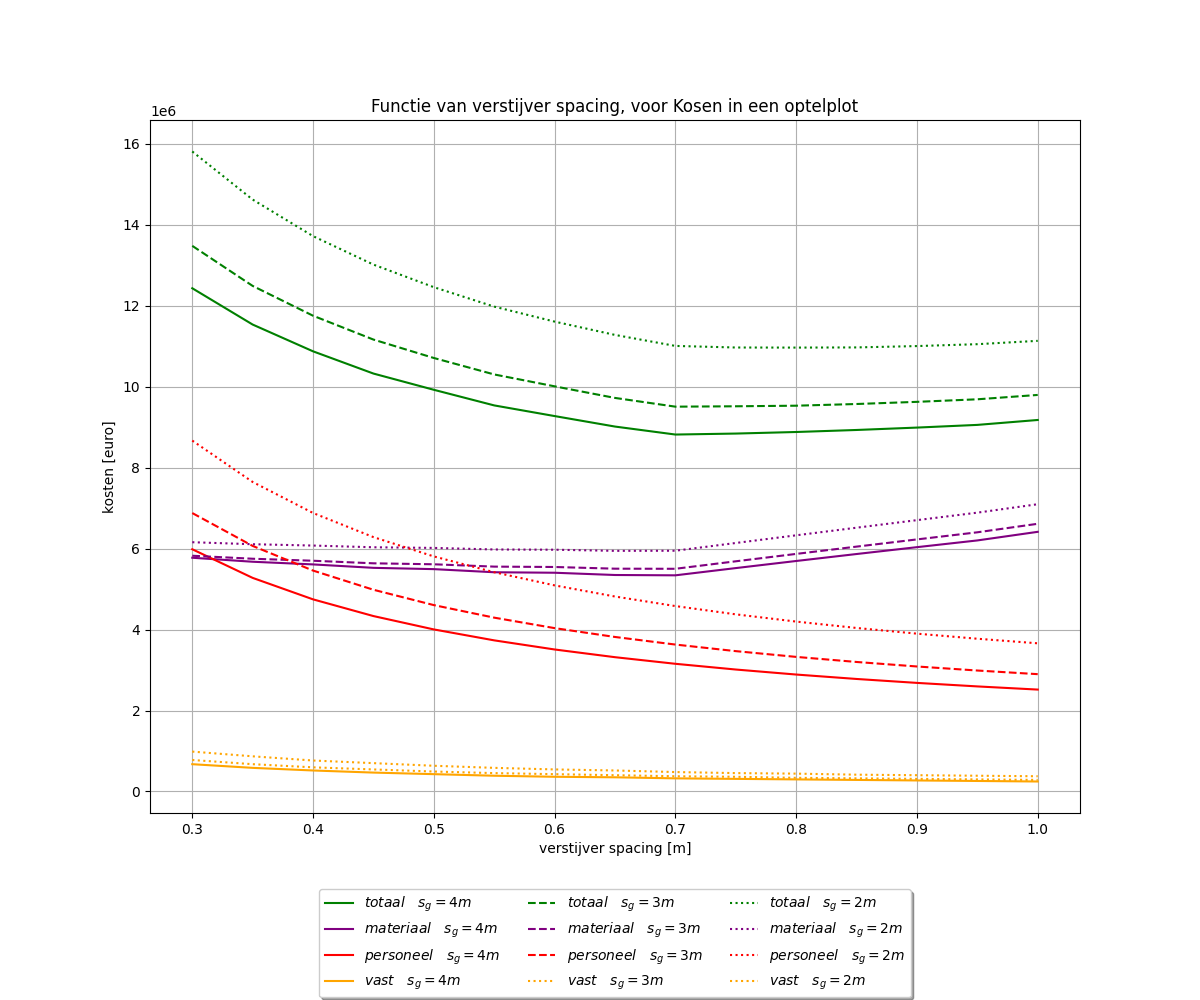 Functie van verstijver spacing, voor Kosen in een optelplot
1e6
16
14
12
10
8
6
4
2
0
kosten [euro]
0.3 0.4 0.5 0.6 0.7 0.8 0.9 1.0
verstijver spacing [m]
totaal s_g = 4m totaal s_g = 3m totaal s_g = 2m
materiaal s_g = 4m materiaal s_g = 3m materiaal s_g = 2m
personeel s_g = 4m personeel s_g = 3m personeel s_g = 2m
vast s_g = 4m vast s_g = 3m vast s_g = 2m